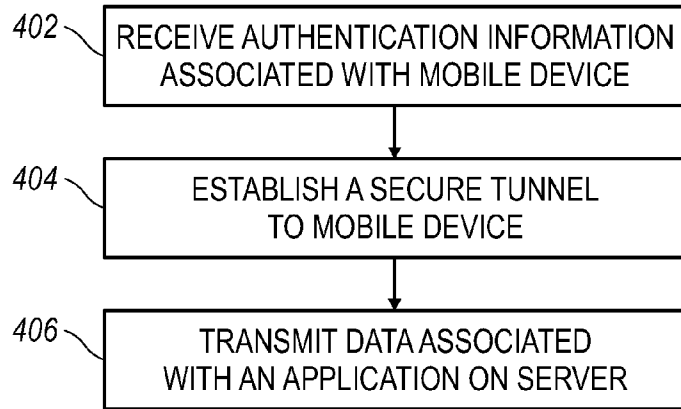 402
RECEIVE AUTHENTICATION INFORMATION
ASSOCIATED WITH MOBILE DEVICE
404
ESTABLISH A SECURE TUNNEL
TO MOBILE DEVICE
406
TRANSMIT DATA ASSOCIATED
WITH AN APPLICATION ON SERVER